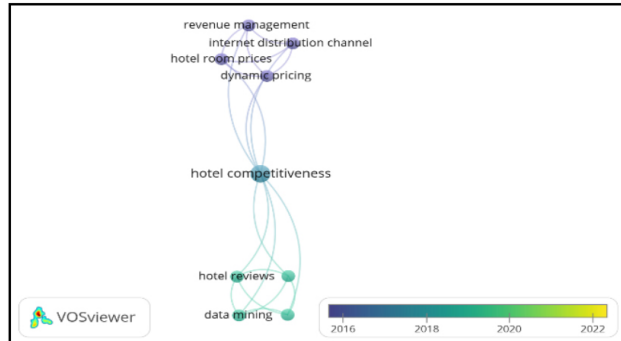 revenue management
internet distribution channel
hotel room prices
dynamic pricing
hotel competitiveness
hotel reviews
data mining
VOSviewer
2016 2018 2020 2022